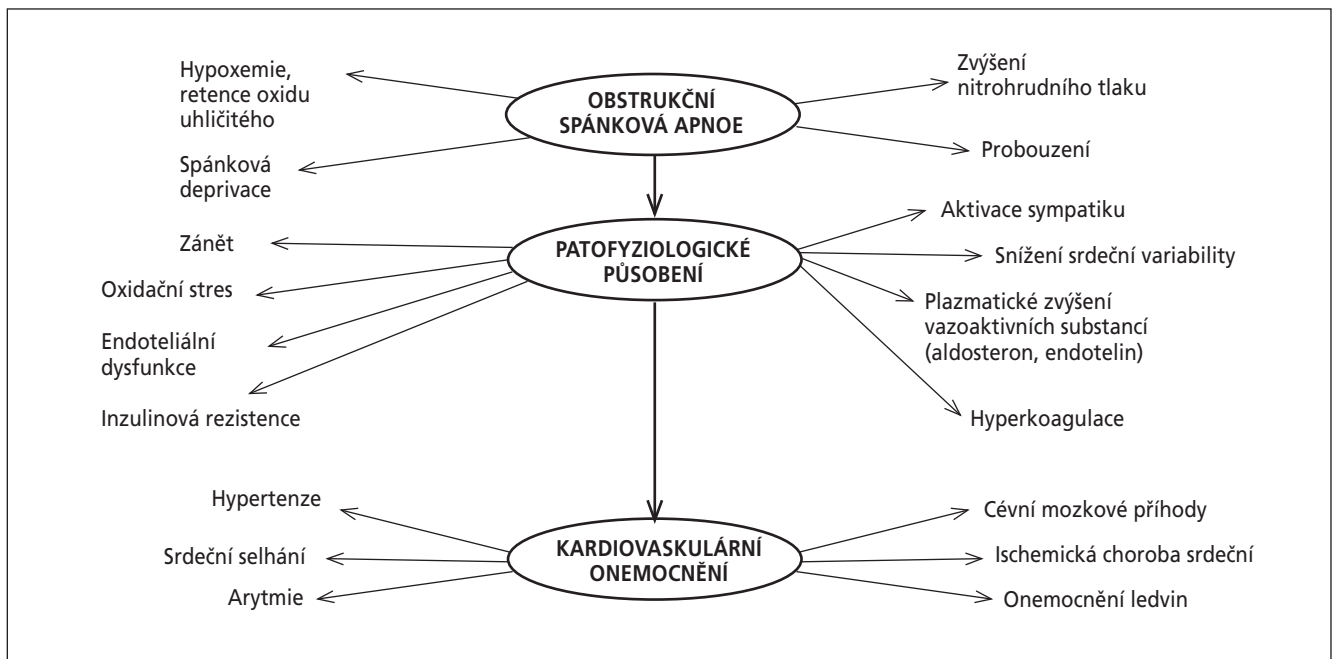 Hypoxemie,
retence oxidu
uhličitého
OBSTRUKČNÍ
SPÁNKOVÁ APNOE
Zvýšení
nitrohrudního tlaku
Spánková
deprivace
Probouzení
Zánět
Oxidační stres
Endoteliální
dysfunkce
Inzulinová rezistence
PATOFYZIOLOGICKÉ
PŮSOBENÍ
Aktivace sympatiku
Snížení srdeční variability
Plazmatické zvýšení
vazoaktivních substancí
(aldosteron, endotelin)
Hyperkoagulace
Hypertenze
Srdeční selhání
Arytmie
KARDIOVASKULÁRNÍ
ONEMOCNĚNÍ
Cévní mozkové příhody
Ischemická choroba srdeční
Onemocnění ledvin